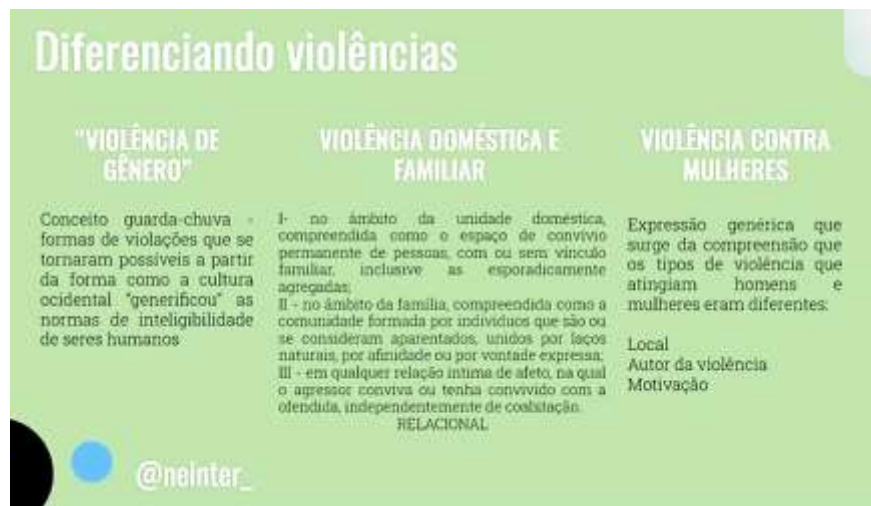 Diferenciando violências
"VIOLÊNCIA DE
GÊNERO"
Conceito guarda-chuva -
formas de violações que se
tornaram possíveis a partir
da forma como a cultura
ocidental "generificou" as
normas de inteligibilidade
de seres humanos
VIOLÊNCIA DOMÉSTICA E
FAMILIAR
I- no âmbito da unidade doméstica,
compreendida como o espaço de convívio
permanente de pessoas, com ou sem vínculo
familiar, inclusive as esporadicamente
agregadas;
II - no âmbito da família, compreendida como a
comunidade formada por indivíduos que são ou
se consideram aparentados, unidos por laços
naturais, por afinidade ou por vontade expressa;
III - em qualquer relação íntima de afeto, na qual
o agressor conviva ou tenha convivido com a
ofendida, independentemente de coabitação.
RELACIONAL
VIOLÊNCIA CONTRA
MULHERES
Expressão genérica que
surge da compreensão que
os tipos de violência que
atingiam homens e
mulheres eram diferentes:
Local
Autor da violência
Motivação
@neinter_